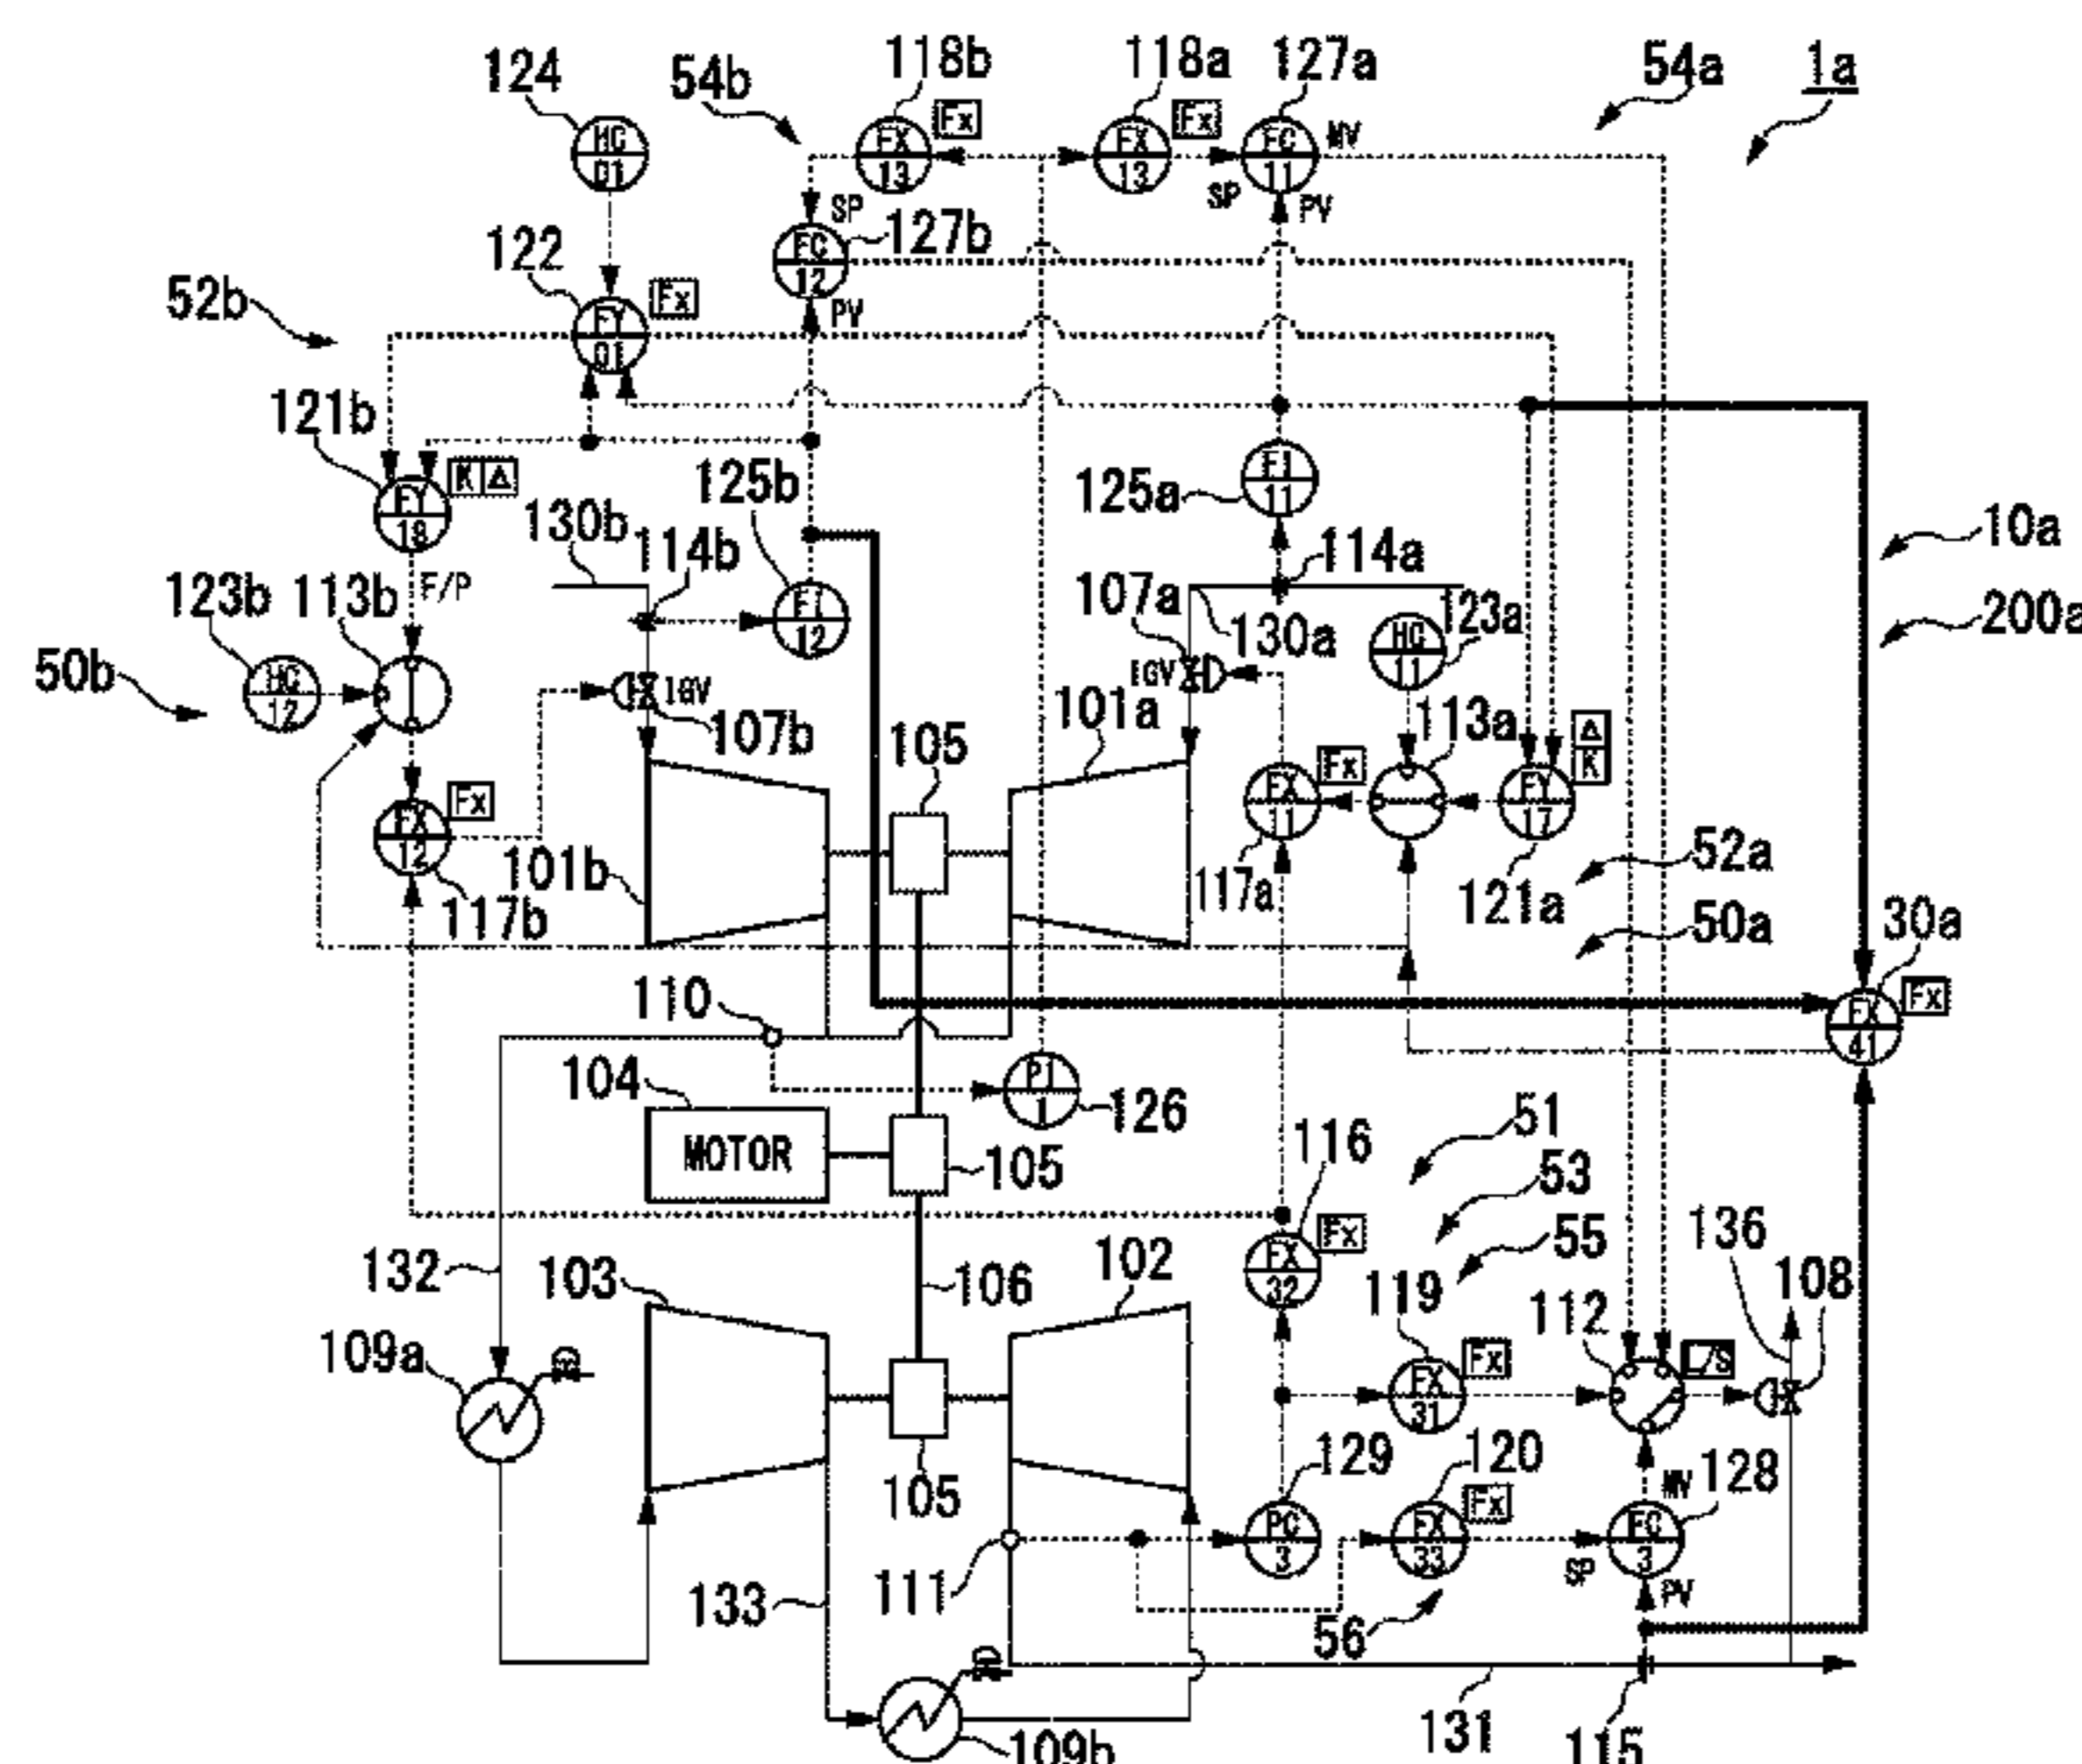 118b
118a
127a
54a
1a
124
54b
Fx
Fx
HC
01
FX
13
FX
13
FC
11
MV
SP
PV
SP
122
FC
12
127b
PV
52b
FY
01
Fx
121b
FY
18
K
Δ
125b
FI
11
125a
130b
114b
114a
10a
123b
113b
F/P
FI
12
107a
130a
HC
11
123a
200a
50b
HC
12
IGV
107b
IGV
101a
113a
Δ
K
105
FX
12
Fx
FX
11
Fx
FY
17
101b
117b
117a
121a
52a
50a
30a
110
FX
41
Fx
104
PI
1
126
MOTOR
105
116
51
53
55
FX
32
Fx
136
108
132
103
106
102
119
112
109a
FX
31
Fx
L/S
105
129
120
Fx
MV
128
111
PC
3
FX
33
FC
3
SP
PV
133
56
109b
131
115